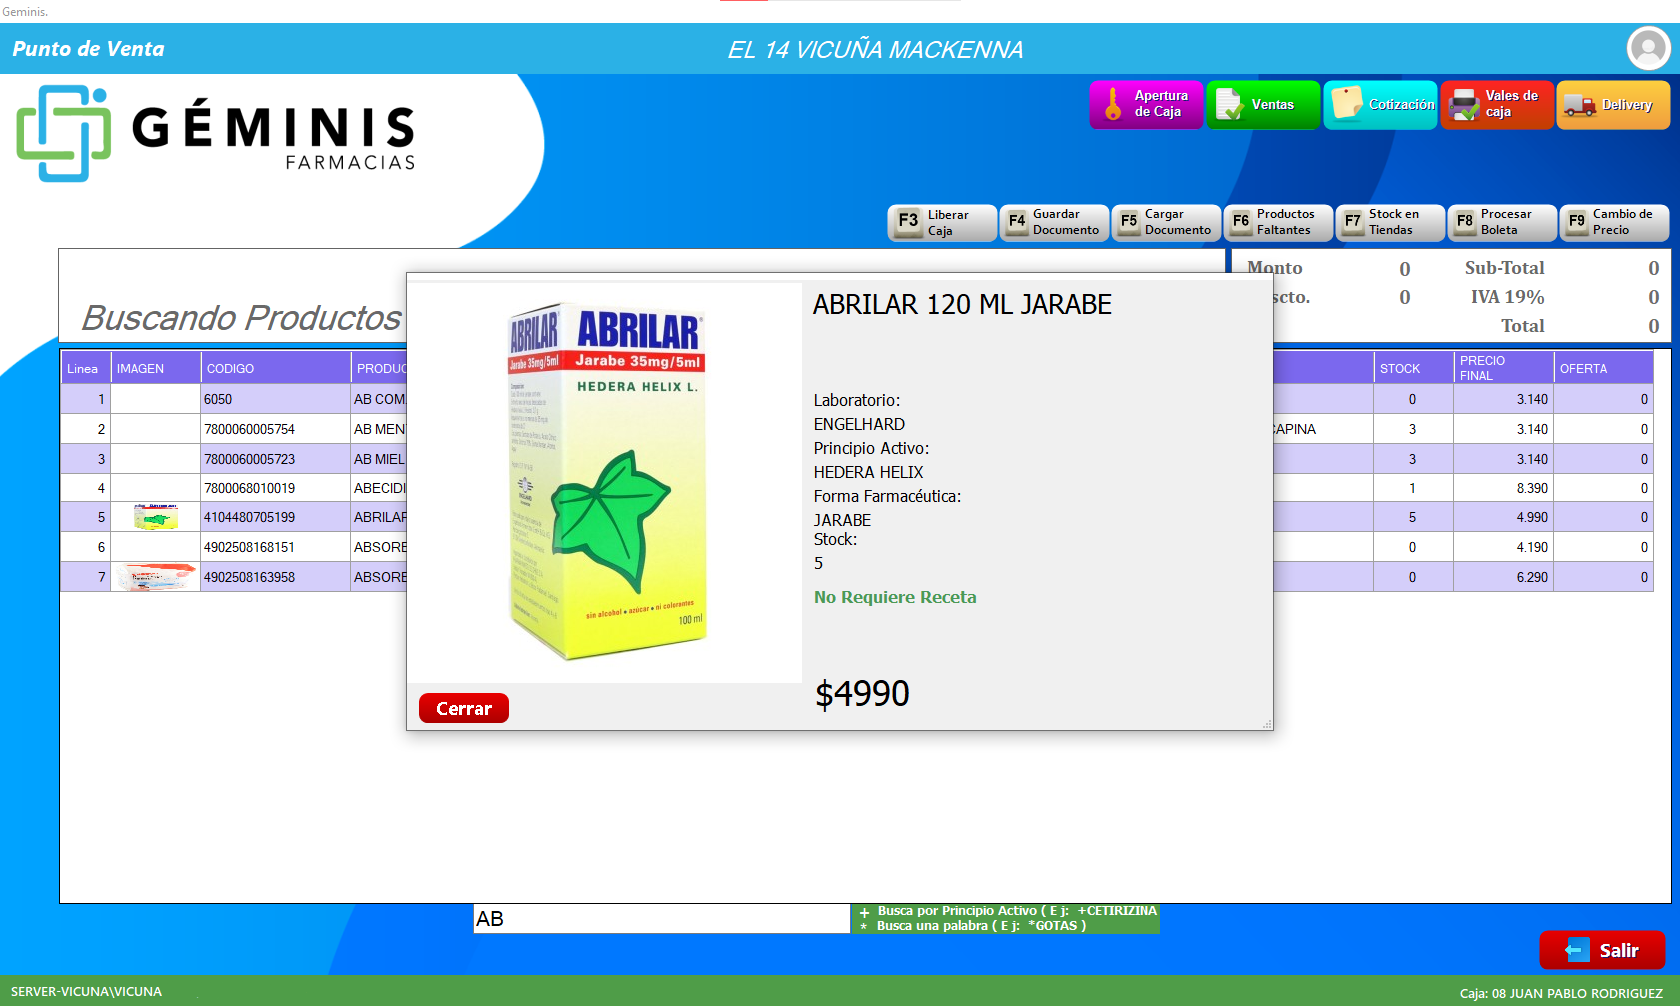 Geminis.
Punto de Venta
EL 14 VICUÑA MACKENNA
GÉMINIS
FARMACIAS
Apertura
de Caja
Ventas
Cotización
Vales de
caja
Delivery
F3 Liberar
Caja
F4 Guardar
Documento
F5 Cargar
Documento
F6 Productos
Faltantes
F7 Stock en
Tiendas
F8 Procesar
Boleta
F9 Cambio de
Precio
Buscando Productos
Monto 0 Sub-Total 0
scto. 0 IVA 19% 0
Total 0
Linea IMAGEN CODIGO PRODUC STOCK PRECIO FINAL OFERTA
1 6050 AB COM 0 3.140 0
2 7800060005754 AB MEN CAPINA 3 3.140 0
3 7800060005723 AB MIEL 3 3.140 0
4 7800068010019 ABECIDI 1 8.390 0
5 4104480705199 ABRILAR 5 4.990 0
6 4902508168151 ABSORB 0 4.190 0
7 4902508163958 ABSORB 0 6.290 0
ABRILAR
Jarabe 35mg/5ml
ABRILAR
Jarabe 35mg/5ml
HEDERA HELIX L.
sin alcohol • azúcar • ni colorantes
100 ml
ABRILAR 120 ML JARABE
Laboratorio:
ENGELHARD
Principio Activo:
HEDERA HELIX
Forma Farmacéutica:
JARABE
Stock:
5
No Requiere Receta
$4990
Cerrar
AB
+ Busca por Principio Activo ( E j: +CETIRIZINA
* Busca una palabra ( E j: *GOTAS )
Salir
SERVER-VICUNA\VICUNA
Caja: 08 JUAN PABLO RODRIGUEZ